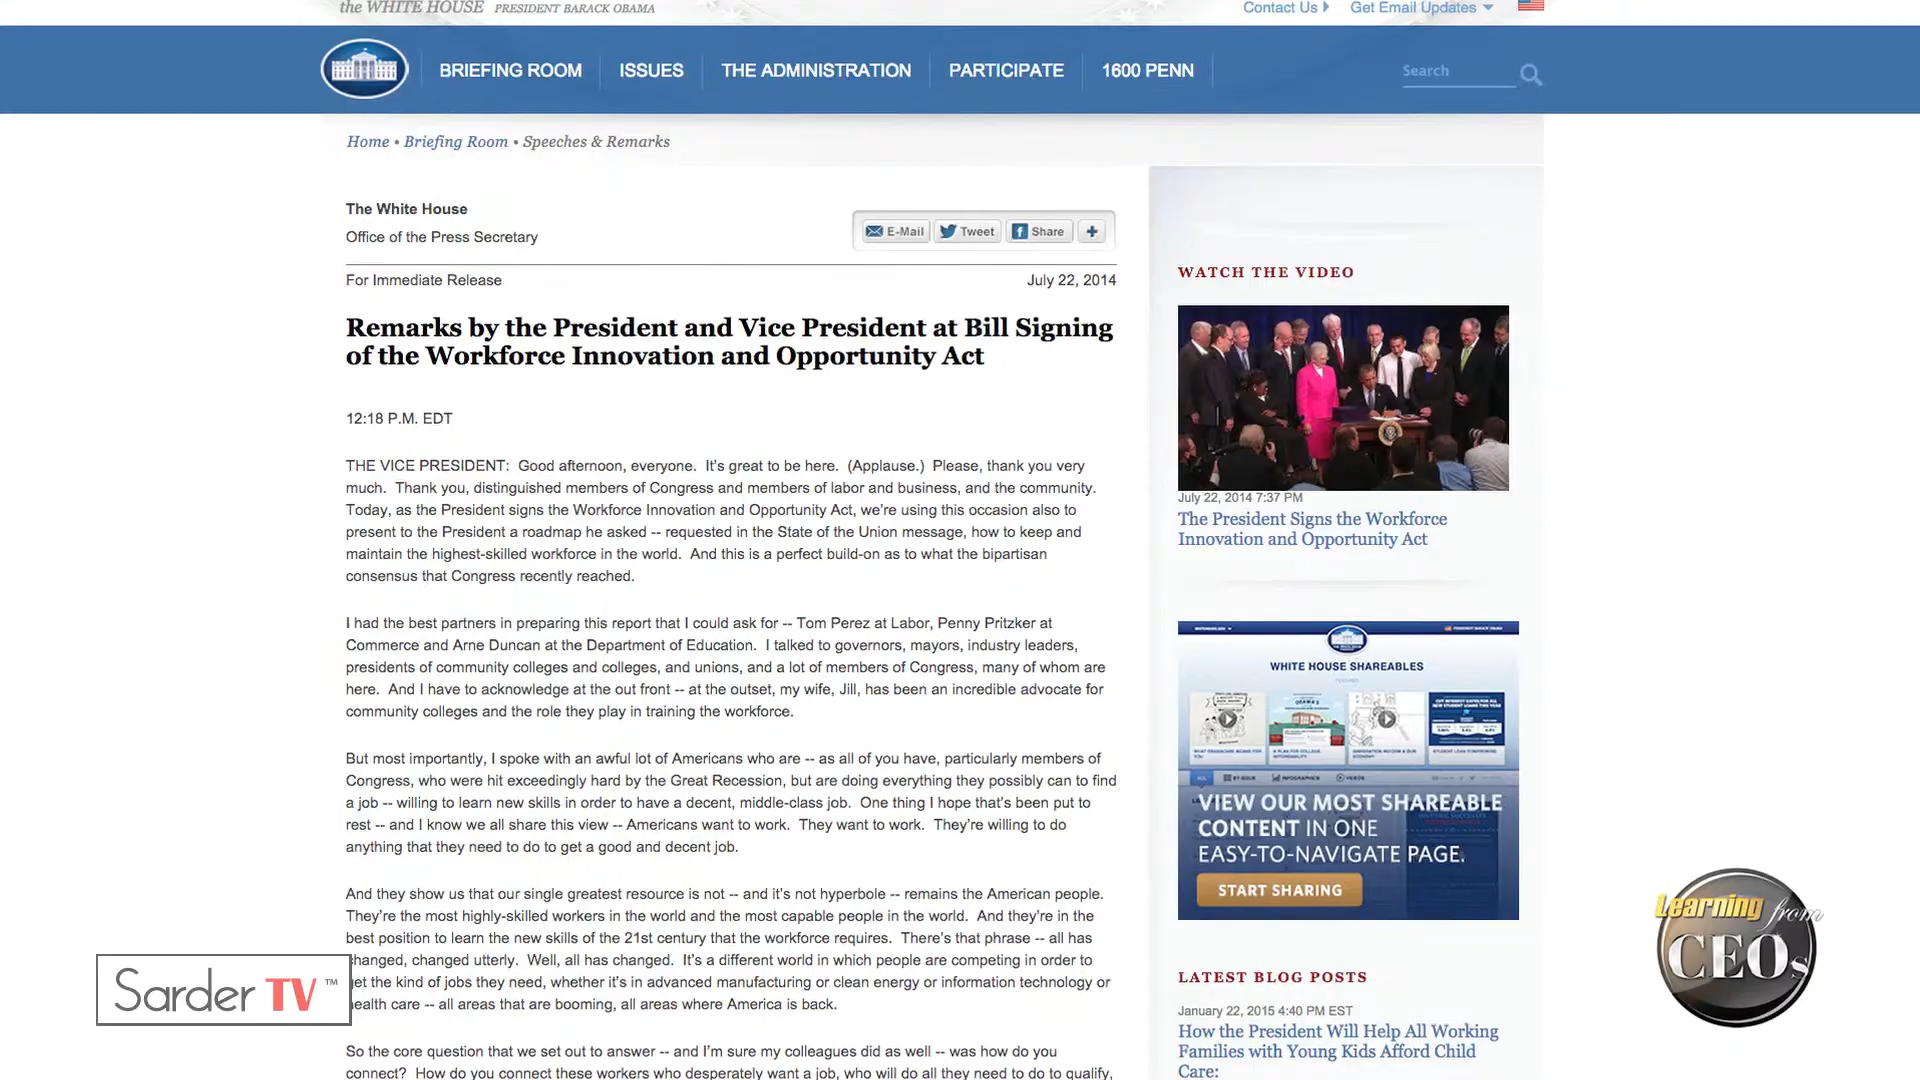 the WHITE HOUSE PRESIDENT BARACK OBAMA
Contact Us Get Email Updates
BRIEFING ROOM ISSUES THE ADMINISTRATION PARTICIPATE 1600 PENN Search
Home • Briefing Room • Speeches & Remarks
The White House
Office of the Press Secretary
E-Mail Tweet Share
For Immediate Release July 22, 2014
Remarks by the President and Vice President at Bill Signing
of the Workforce Innovation and Opportunity Act
12:18 P.M. EDT
THE VICE PRESIDENT: Good afternoon, everyone. It's great to be here. (Applause.) Please, thank you very
much. Thank you, distinguished members of Congress and members of labor and business, and the community.
Today, as the President signs the Workforce Innovation and Opportunity Act, we're using this occasion also to
present to the President a roadmap he asked -- requested in the State of the Union message, how to keep and
maintain the highest-skilled workforce in the world. And this is a perfect build-on as to what the bipartisan
consensus that Congress recently reached.
I had the best partners in preparing this report that I could ask for -- Tom Perez at Labor, Penny Pritzker at
Commerce and Arne Duncan at the Department of Education. I talked to governors, mayors, industry leaders,
presidents of community colleges and colleges, and unions, and a lot of members of Congress, many of whom are
here. And I have to acknowledge at the out front -- at the outset, my wife, Jill, has been an incredible advocate for
community colleges and the role they play in training the workforce.
But most importantly, I spoke with an awful lot of Americans who are -- as all of you have, particularly members of
Congress, who were hit exceedingly hard by the Great Recession, but are doing everything they possibly can to find
a job -- willing to learn new skills in order to have a decent, middle-class job. One thing I hope that's been put to
rest -- and I know we all share this view -- Americans want to work. They want to work. They're willing to do
anything that they need to do to get a good and decent job.
And they show us that our single greatest resource is not -- and it's not hyperbole -- remains the American people.
They're the most highly-skilled workers in the world and the most capable people in the world. And they're in the
best position to learn the new skills of the 21st century that the workforce requires. There's that phrase -- all has
changed, changed utterly. Well, all has changed. It's a different world in which people are competing in order to
get the kind of jobs they need, whether it's in advanced manufacturing or clean energy or information technology or
health care -- all areas that are booming, all areas where America is back.
So the core question that we set out to answer -- and I'm sure my colleagues did as well -- was how do you
connect? How do you connect these workers who desperately want a job, who will do all they need to do to qualify,
WATCH THE VIDEO
July 22, 2014 7:37 PM
The President Signs the Workforce
Innovation and Opportunity Act
WHITE HOUSE SHAREABLES
VIEW OUR MOST SHAREABLE
CONTENT IN ONE
EASY-TO-NAVIGATE PAGE.
START SHARING
LATEST BLOG POSTS
January 22, 2015 4:40 PM EST
How the President Will Help All Working
Families with Young Kids Afford Child
Care:
Sarder TV ™
Learning from
CEOs